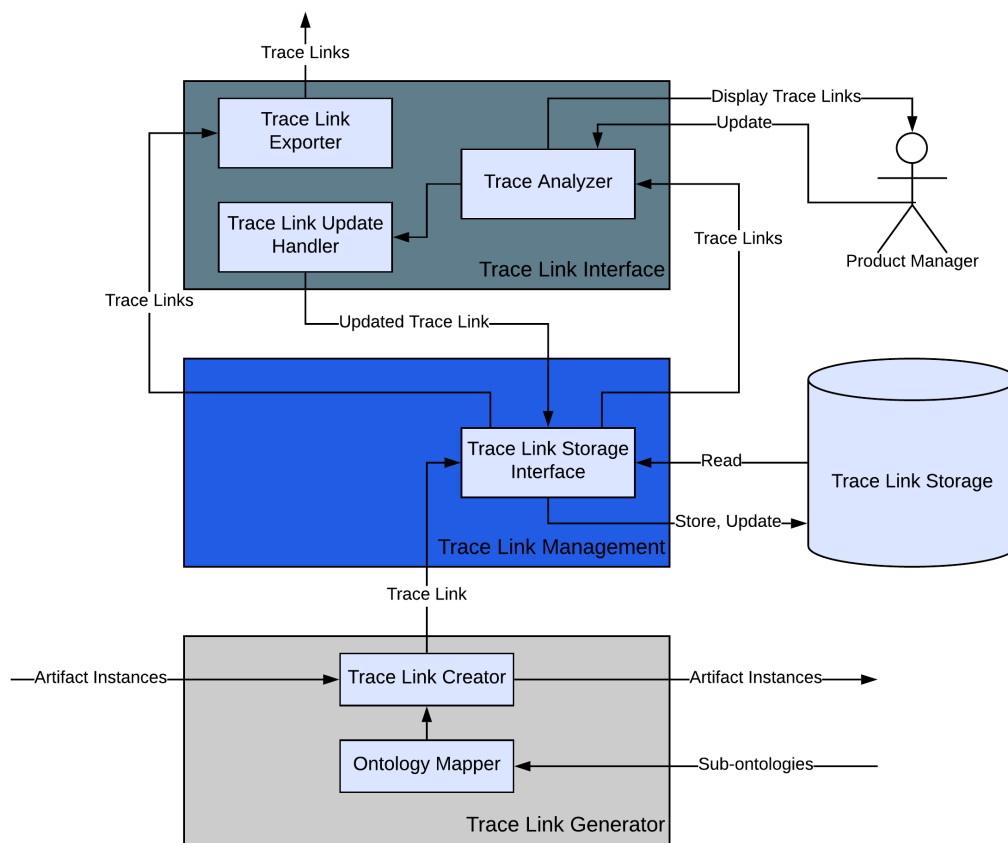 Trace Links
Trace Link
Exporter
Display Trace Links
Update
Trace Analyzer
Trace Link Update
Handler
Trace Links
Product Manager
Trace Link Interface
Trace Links
Updated Trace Link
Trace Link Storage
Interface
Read
Trace Link Storage
Store, Update
Trace Link Management
Trace Link
Artifact Instances
Trace Link Creator
Artifact Instances
Ontology Mapper
Sub-ontologies
Trace Link Generator